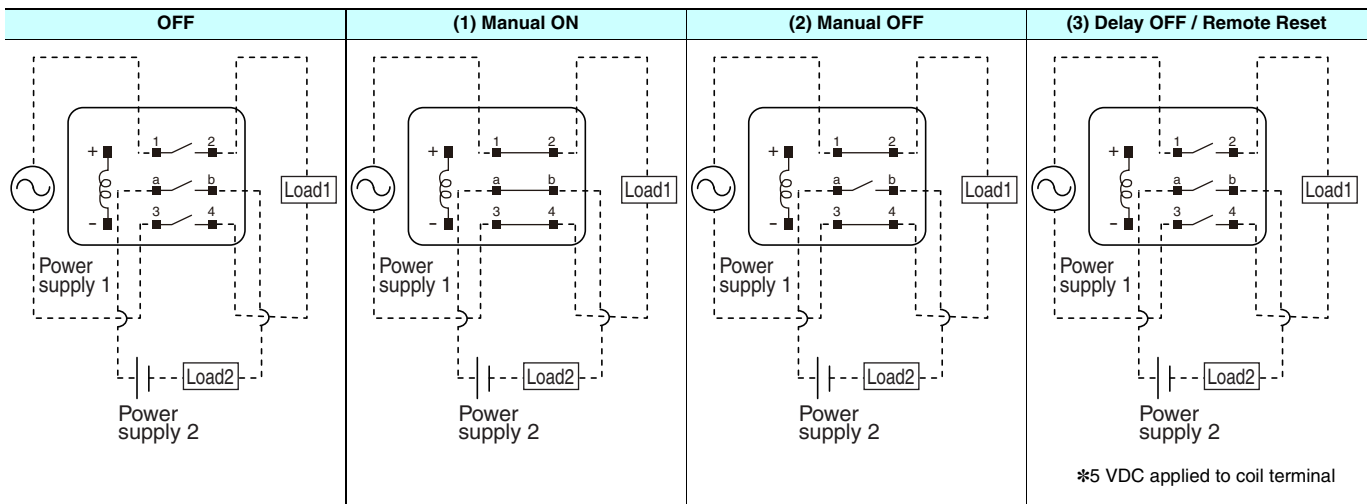 OFF
(1) Manual ON
(2) Manual OFF
(3) Delay OFF / Remote Reset
+ 1 2
a b
- 3 4
Load1
Power
supply 1
Load2
Power
supply 2
+ 1 2
a b
- 3 4
Load1
Power
supply 1
Load2
Power
supply 2
+ 1 2
a b
- 3 4
Load1
Power
supply 1
Load2
Power
supply 2
+ 1 2
a b
- 3 4
Load1
Power
supply 1
Load2
Power
supply 2
✻5 VDC applied to coil terminal